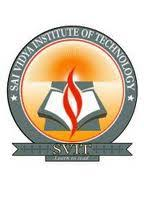 SAI VIDYA INSTITUTE OF TECHNOLOGY
SVIT
Learn to lead